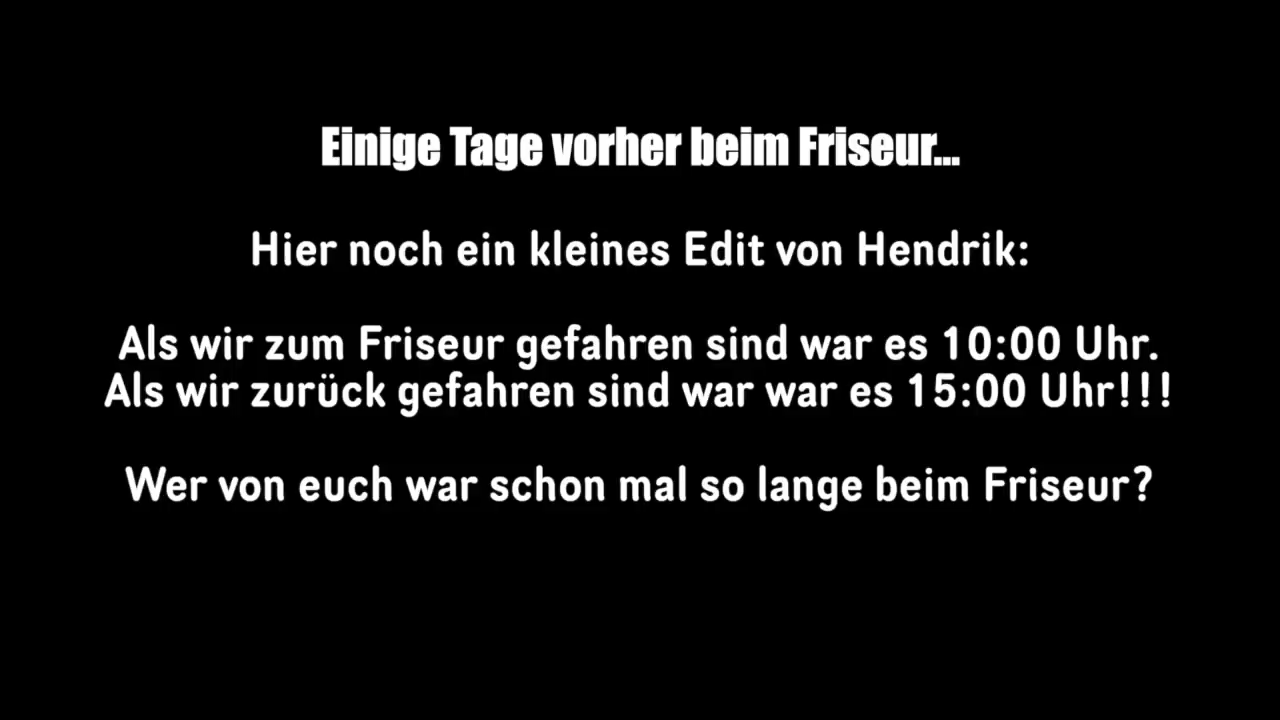 Einige Tage vorher beim Friseur...
Hier noch ein kleines Edit von Hendrik:
Als wir zum Friseur gefahren sind war es 10:00 Uhr.
Als wir zurück gefahren sind war war es 15:00 Uhr!!!
Wer von euch war schon mal so lange beim Friseur?